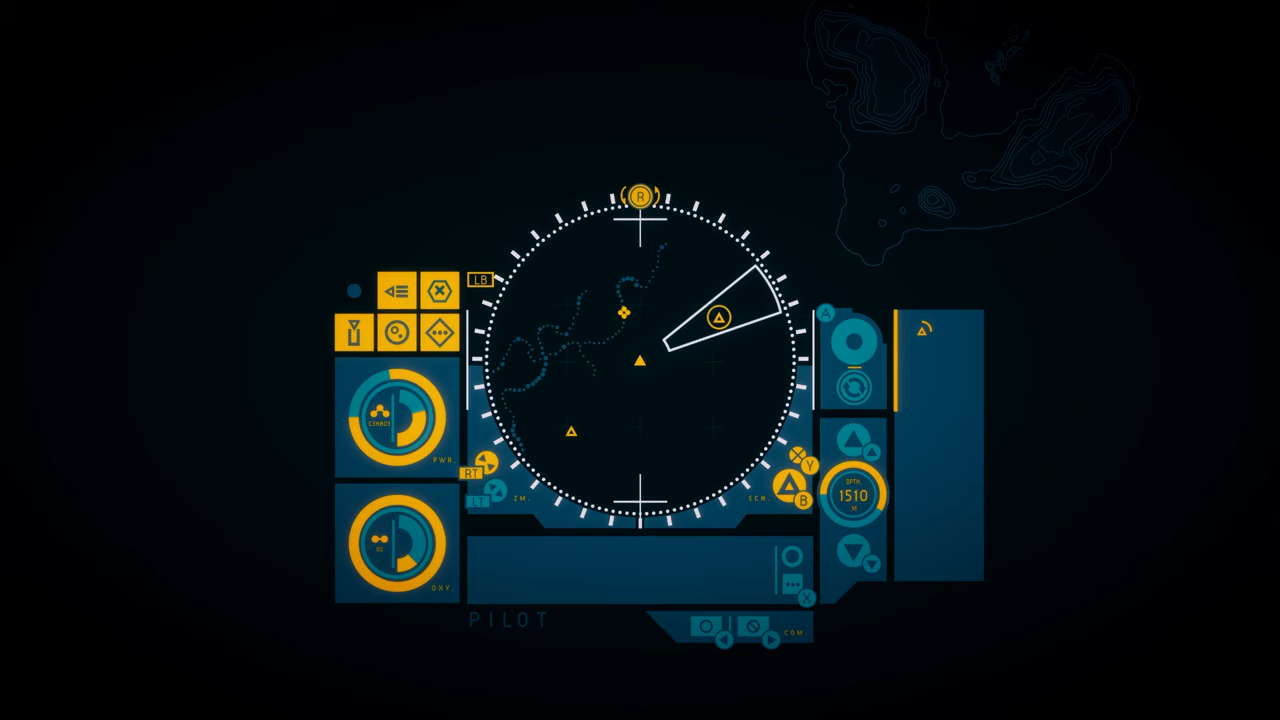 R
LB
A
C3H8O3
PWR.
RT
LT
ZM.
SCN.
Y
B
DPTH.
1510
M
O2
OXY.
X
PILOT
COM.